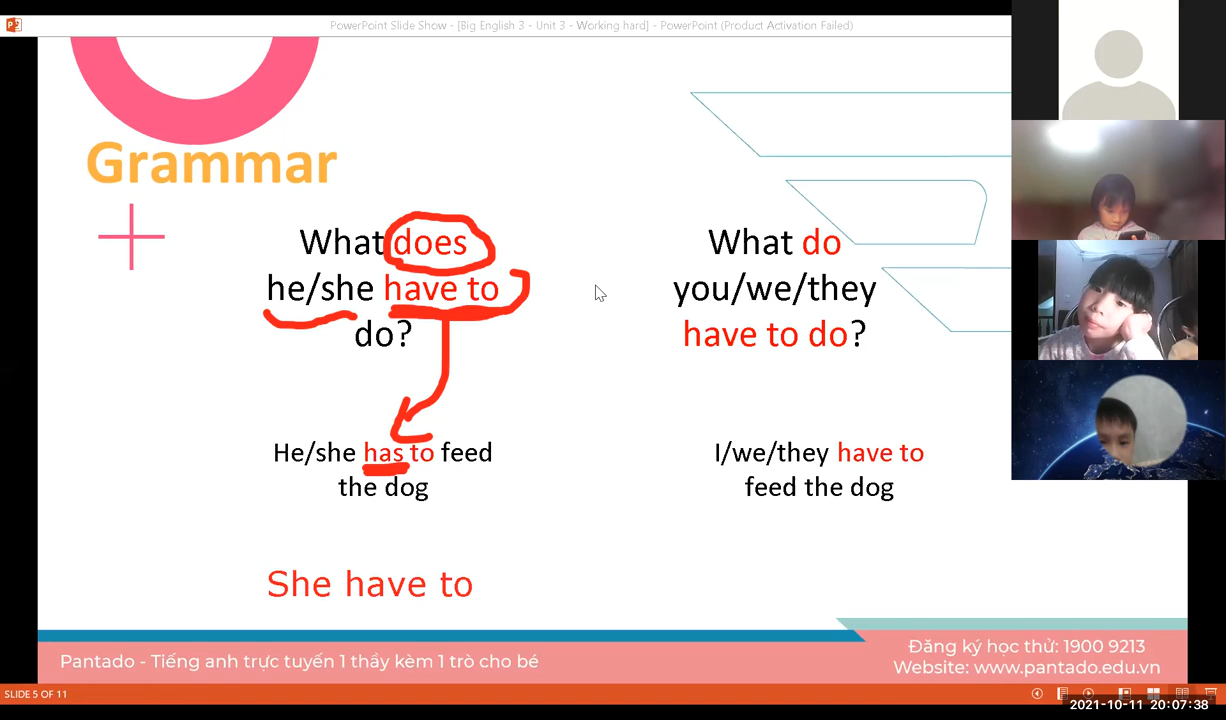 PowerPoint Slide Show - [Big English 3 - Unit 3 - Working hard] - PowerPoint (Product Activation Failed)
Grammar
What does
he/she have to
do?
He/she has to feed
the dog
She have to
What do
you/we/they
have to do?
I/we/they have to
feed the dog
Pantado - Tiếng anh trực tuyến 1 thầy kèm 1 trò cho bé
Đăng ký học thử: 1900 9213
Website: www.pantado.edu.vn
SLIDE 5 OF 11
2021-10-11 20:07:38